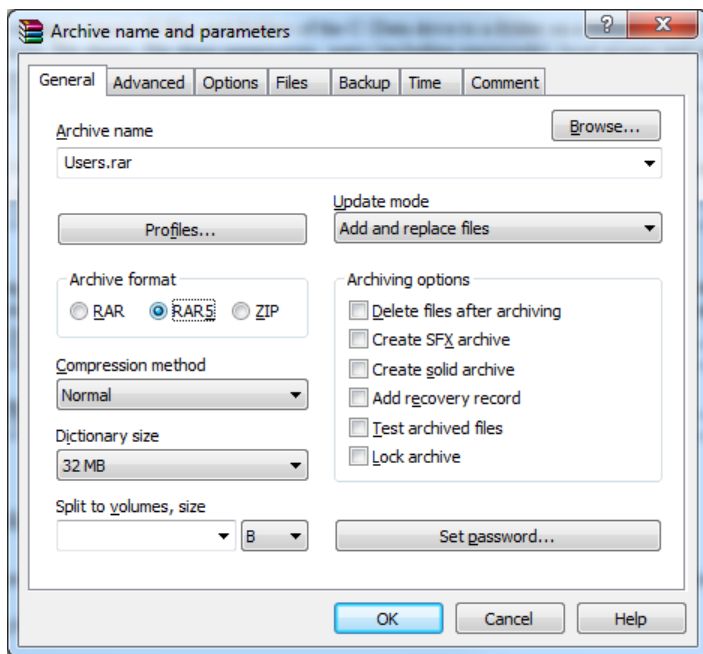 Archive name and parameters
General Advanced Options Files Backup Time Comment
Archive name
Browse...
Users.rar
Update mode
Profiles...
Add and replace files
Archive format
RAR RAR5 ZIP
Archiving options
Delete files after archiving
Create SFX archive
Create solid archive
Add recovery record
Test archived files
Lock archive
Compression method
Normal
Dictionary size
32 MB
Split to volumes, size
B
Set password...
OK Cancel Help